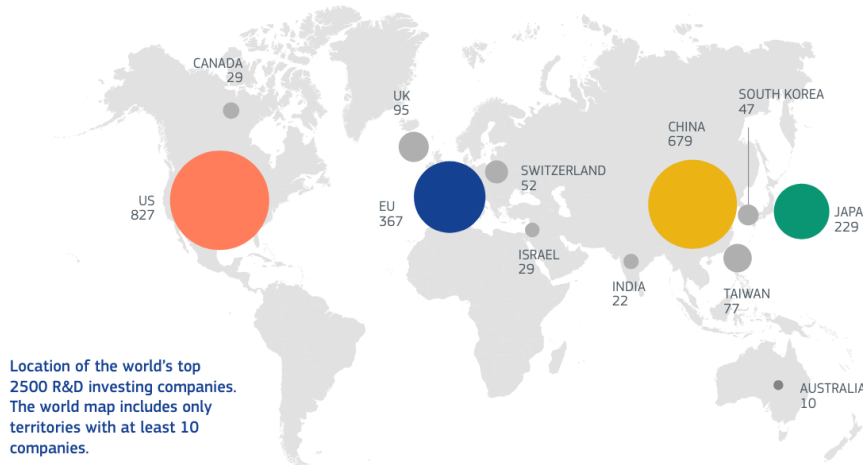 CANADA
29
UK
95
SOUTH KOREA
47
CHINA
679
SWITZERLAND
52
US
827
EU
367
JAPA
229
ISRAEL
29
INDIA
22
TAIWAN
77
Location of the world's top
2500 R&D investing companies.
The world map includes only
territories with at least 10
companies.
AUSTRALIA
10